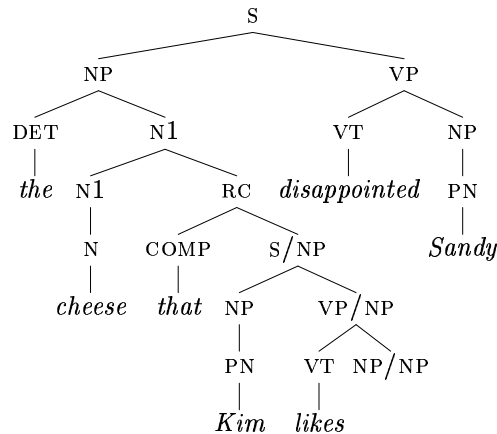 S
NP VP
DET N1 VT NP
the N1 RC disappointed PN
N COMP S/NP Sandy
cheese that NP VP/NP
PN VT NP/NP
Kim likes